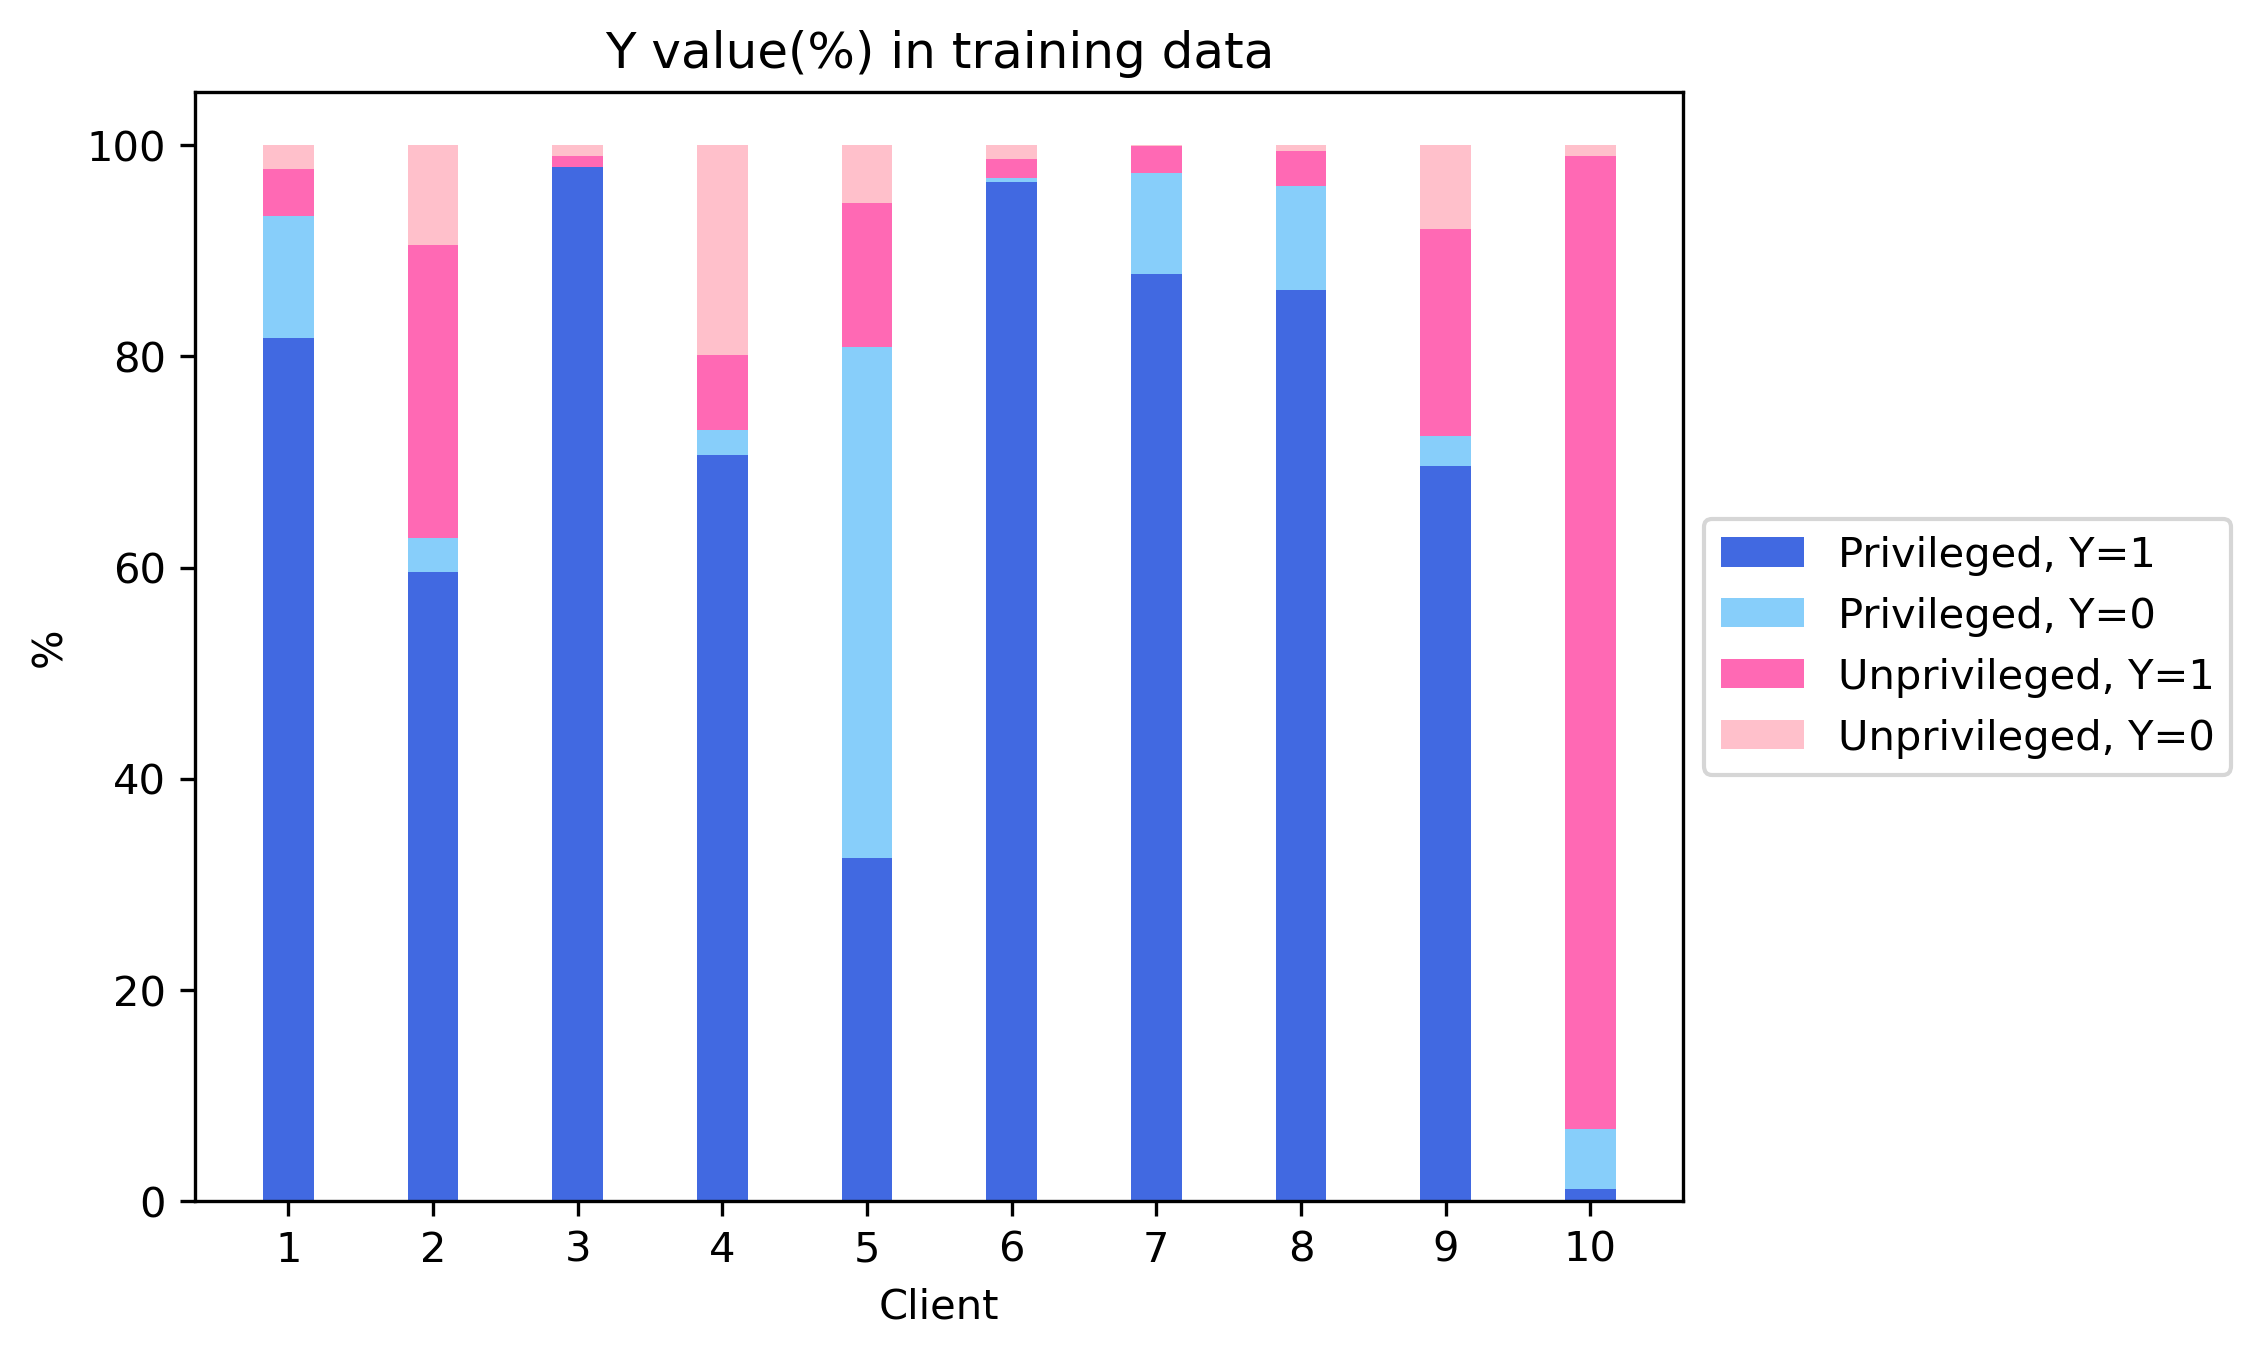 Y value(%) in training data
100
80
60
40
20
0
%
1 2 3 4 5 6 7 8 9 10
Client
Privileged, Y=1
Privileged, Y=0
Unprivileged, Y=1
Unprivileged, Y=0